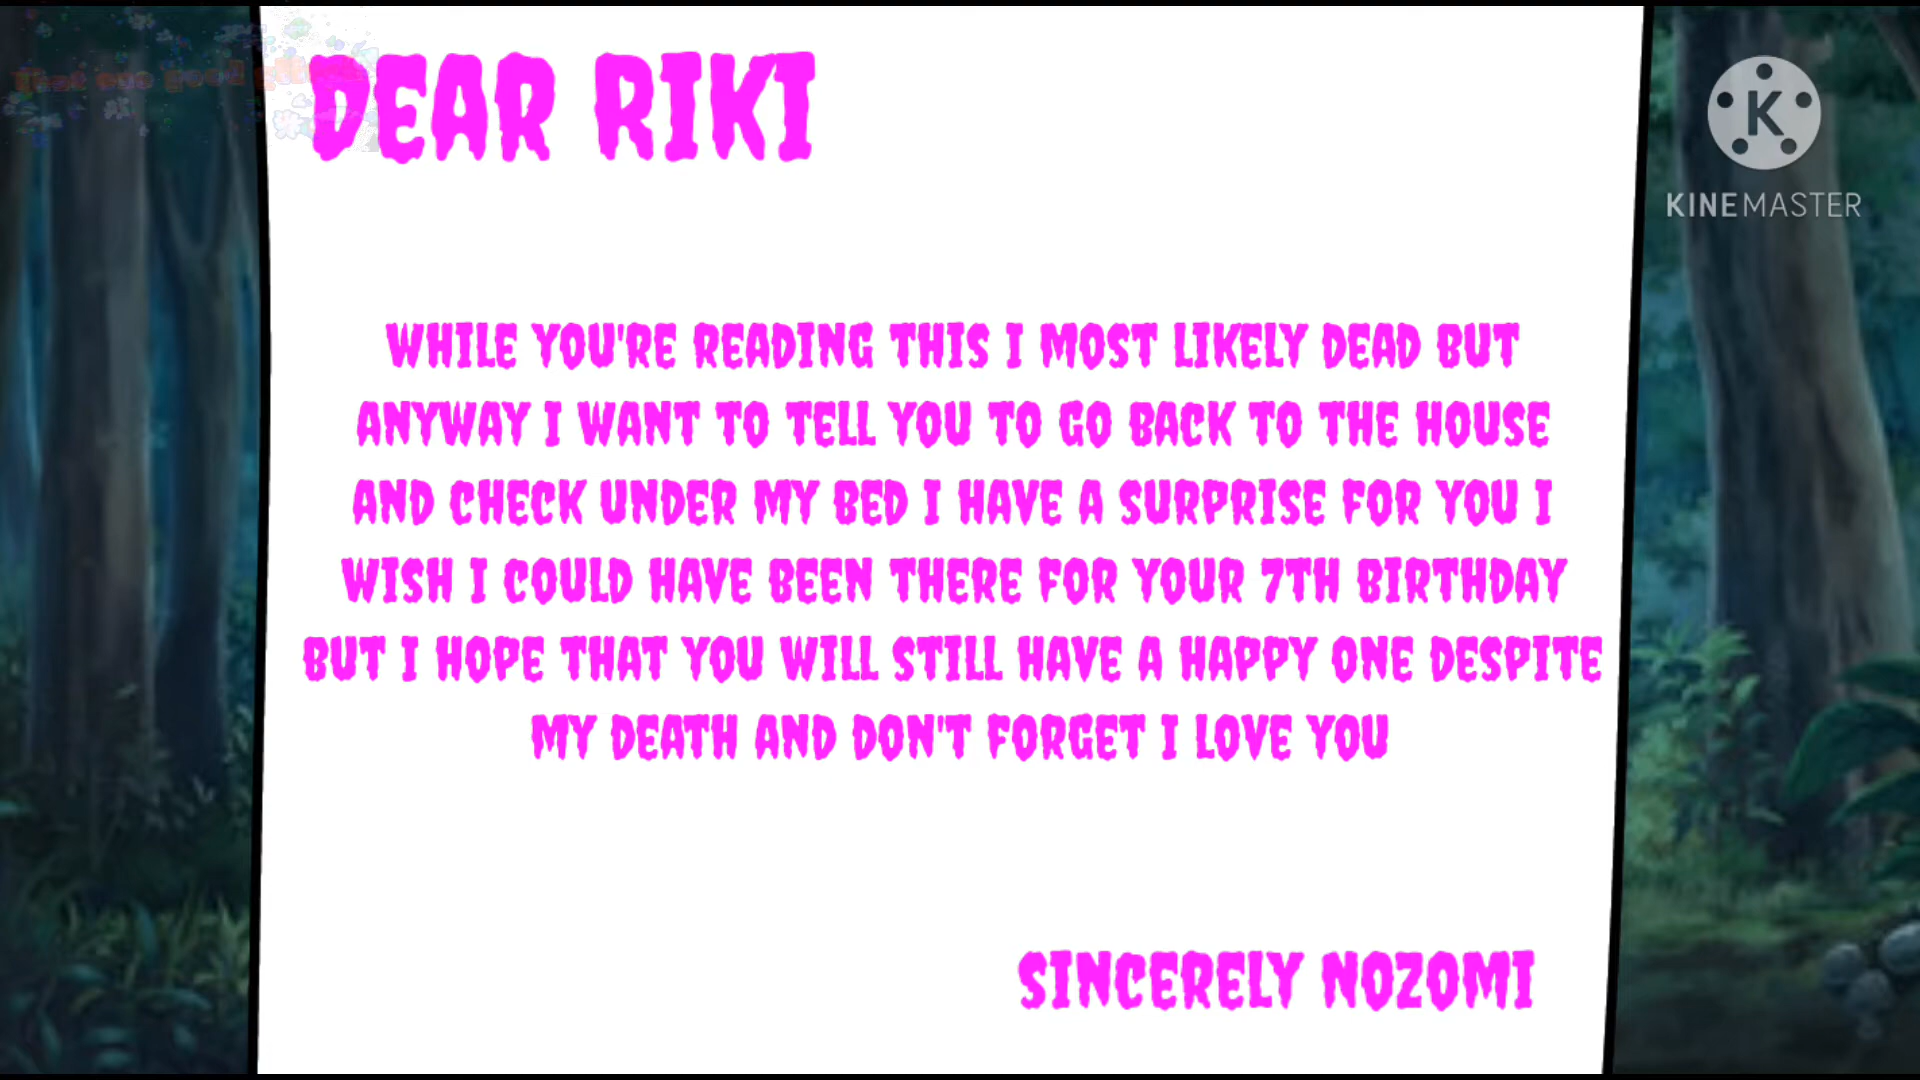 DEAR RIKI
KINEMASTER
WHILE YOU'RE READING THIS I MOST LIKELY DEAD BUT
ANYWAY I WANT TO TELL YOU TO GO BACK TO THE HOUSE
AND CHECK UNDER MY BED I HAVE A SURPRISE FOR YOU I
WISH I COULD HAVE BEEN THERE FOR YOUR 7TH BIRTHDAY
BUT I HOPE THAT YOU WILL STILL HAVE A HAPPY ONE DESPITE
MY DEATH AND DON'T FORGET I LOVE YOU
SINCERELY NOZOMI